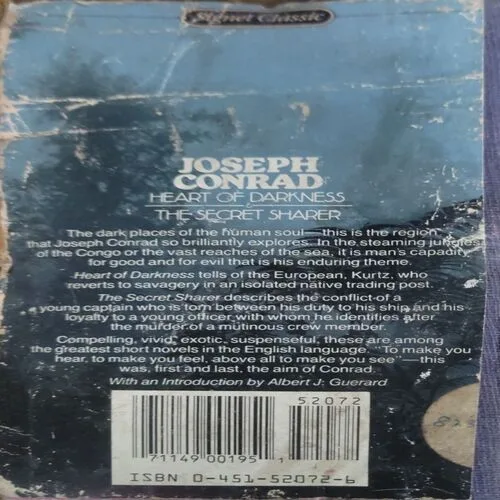 Signet Classic
JOSEPH
CONRAD
HEART OF DARKNESS
&
THE SECRET SHARER
The dark places of the human soul—this is the region
that Joseph Conrad so brilliantly explores. In the steaming jungles
of the Congo or the vast reaches of the sea, it is man's capacity
for good and for evil that is his enduring theme.
Heart of Darkness tells of the European, Kurtz, who
reverts to savagery in an isolated native trading post.
The Secret Sharer describes the conflict of a
young captain who is torn between his duty to his ship and his
loyalty to a young officer with whom he identifies after
the murder of a mutinous crew member.
Compelling, vivid, exotic, suspenseful, these are among
the greatest short novels in the English language. "To make you
hear, to make you feel, above all to make you see"—this
was, first and last, the aim of Conrad.
With an Introduction by Albert J. Guerard
52072
71149 00195 1
ISBN 0-451-52072-6